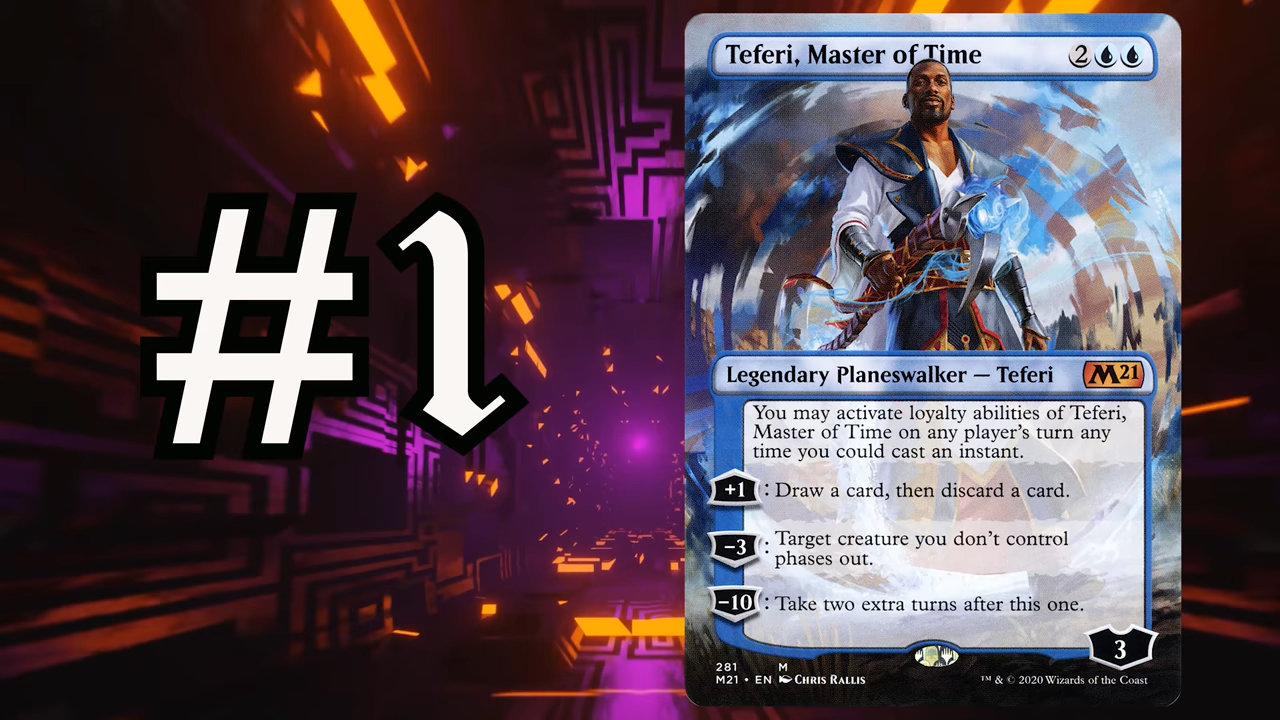 #1
Teferi, Master of Time
2
Legendary Planeswalker — Teferi
M21
You may activate loyalty abilities of Teferi,
Master of Time on any player's turn any
time you could cast an instant.
+1 : Draw a card, then discard a card.
−3 : Target creature you don't control
phases out.
−10 : Take two extra turns after this one.
3
281 M
M21 • EN Chris Rallis
™ & © 2020 Wizards of the Coast